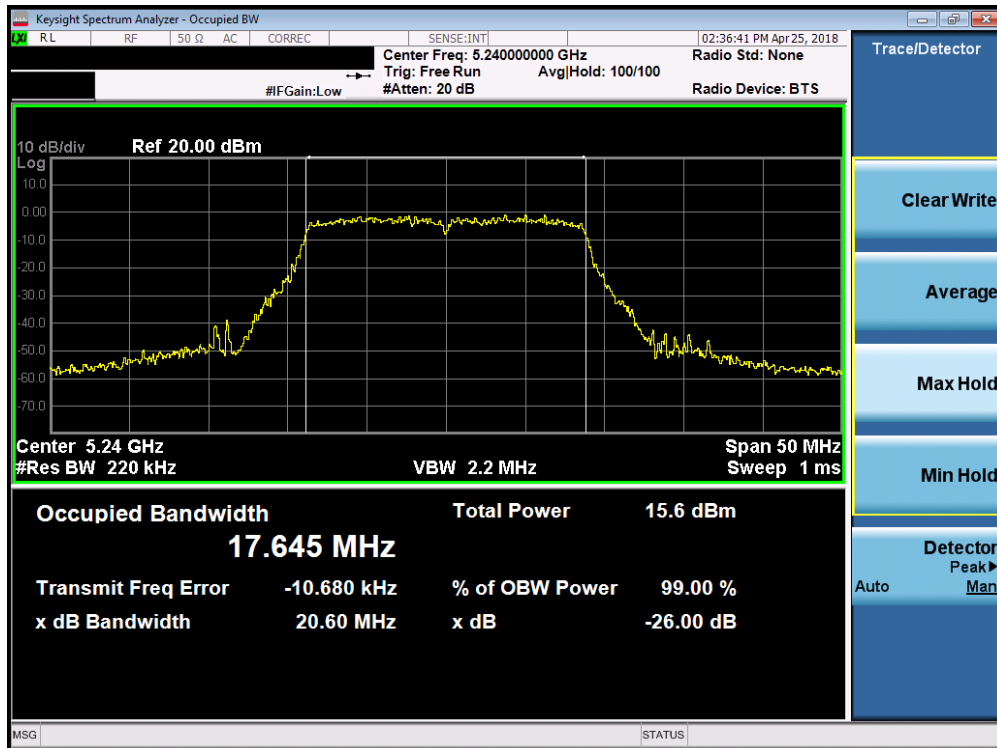 Keysight Spectrum Analyzer - Occupied BW
LXI RL RF 50 Ω AC CORREC SENSE:INT 02:36:41 PM Apr 25, 2018
Center Freq: 5.240000000 GHz Radio Std: None
Trig: Free Run Avg|Hold: 100/100
#IFGain:Low #Atten: 20 dB Radio Device: BTS
10 dB/div Ref 20.00 dBm
Log
10.0
0.00
-10.0
-20.0
-30.0
-40.0
-50.0
-60.0
-70.0
Center 5.24 GHz Span 50 MHz
#Res BW 220 kHz VBW 2.2 MHz Sweep 1 ms
Occupied Bandwidth Total Power 15.6 dBm
17.645 MHz
Transmit Freq Error -10.680 kHz % of OBW Power 99.00 %
x dB Bandwidth 20.60 MHz x dB -26.00 dB
MSG STATUS
Trace/Detector
Clear Write
Average
Max Hold
Min Hold
Detector
Peak▶
Auto Man